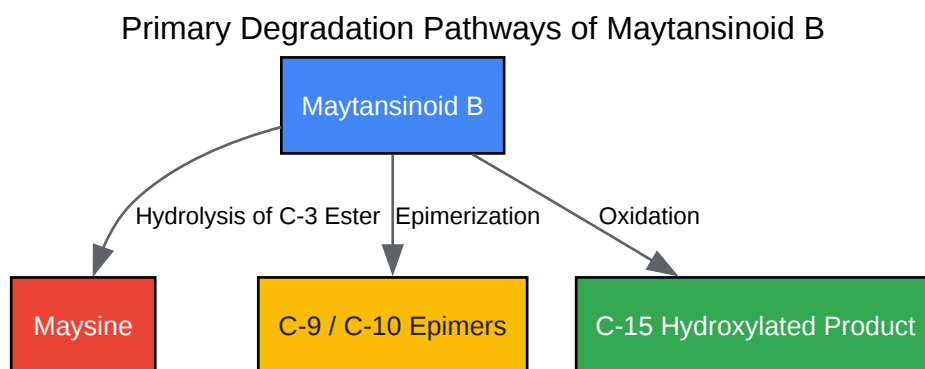 Primary Degradation Pathways of Maytansinoid B
Maytansinoid B
Hydrolysis of C-3 Ester
Epimerization
Oxidation
Maysine
C-9 / C-10 Epimers
C-15 Hydroxylated Product